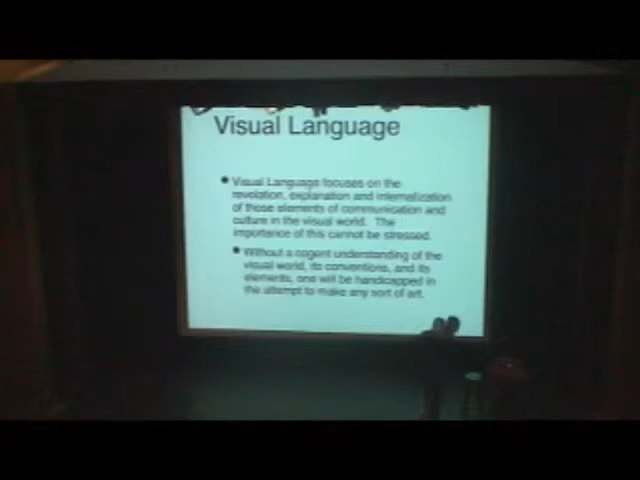 Visual Language
• Visual Language focuses on the
revelation, explanation and internalization
of those elements of communication and
culture in the visual world. The
importance of this cannot be stressed.
• Without a cogent understanding of the
visual world, its conventions, and its
elements, one will be handicapped in
the attempt to make any sort of art.